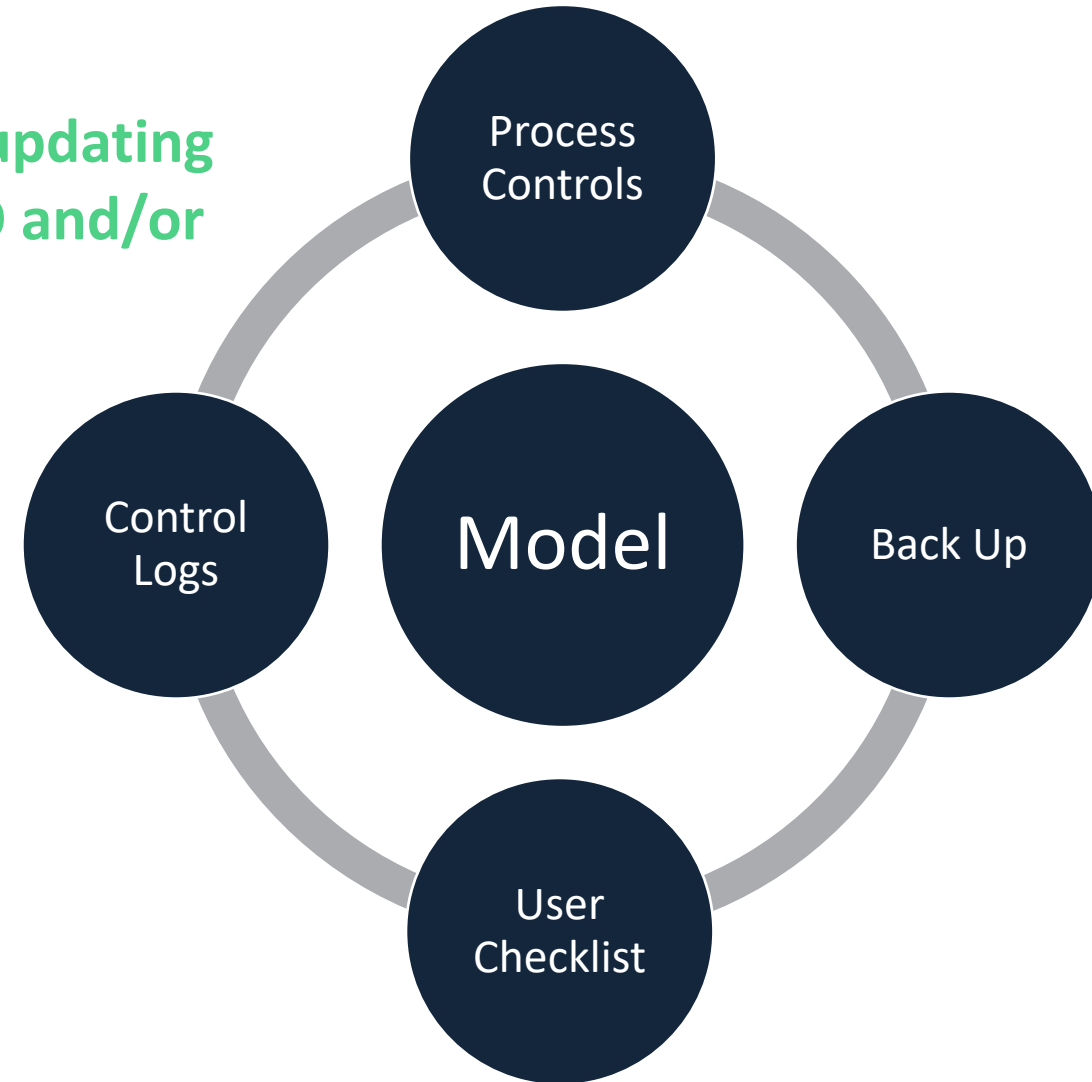 updating
and/or
Process
Controls
Control
Logs
Model
Back Up
User
Checklist